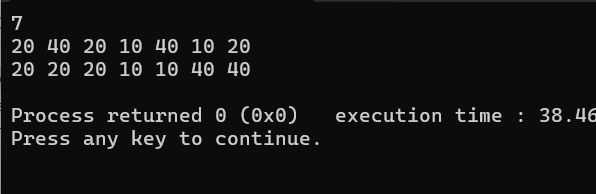 7
20 40 20 10 40 10 20
20 20 20 10 10 40 40
Process returned 0 (0x0)   execution time : 38.46
Press any key to continue.